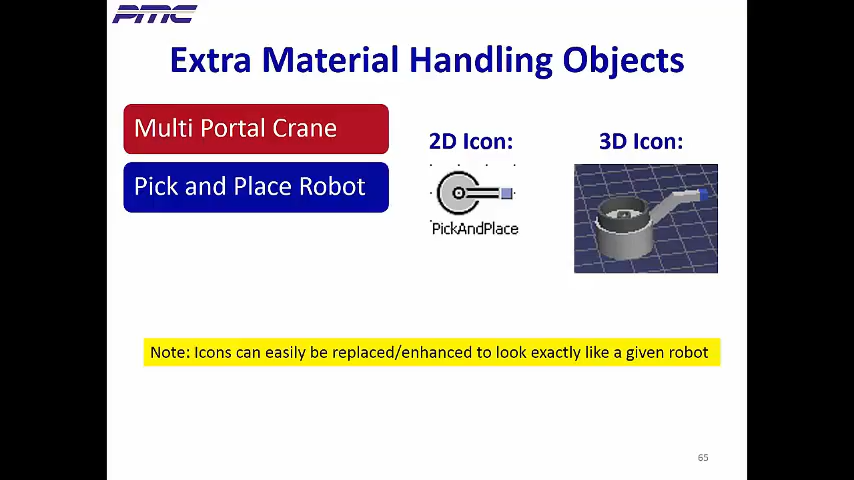 PMC
Extra Material Handling Objects
Multi Portal Crane
Pick and Place Robot
2D Icon:
3D Icon:
PickAndPlace
Note: Icons can easily be replaced/enhanced to look exactly like a given robot
65